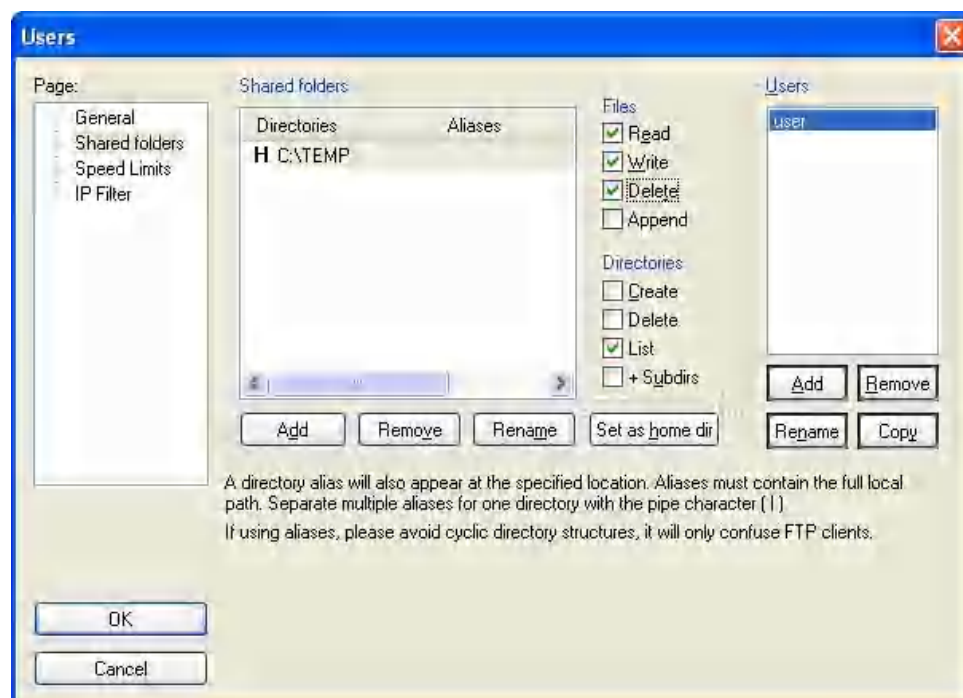 Users
Page:
General
Shared folders
Speed Limits
IP Filter
Shared folders
Directories Aliases
H C:\TEMP
Files
Read
Write
Delete
Append
Directories
Create
Delete
List
+ Subdirs
Add Remove Rename Set as home dir
Users
user
Add Remove
Rename Copy
A directory alias will also appear at the specified location. Aliases must contain the full local
path. Separate multiple aliases for one directory with the pipe character ( | )
If using aliases, please avoid cyclic directory structures, it will only confuse FTP clients.
OK
Cancel